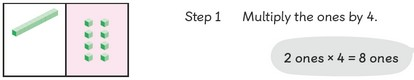 Step 1 Multiply the ones by 4.
2 ones × 4 = 8 ones